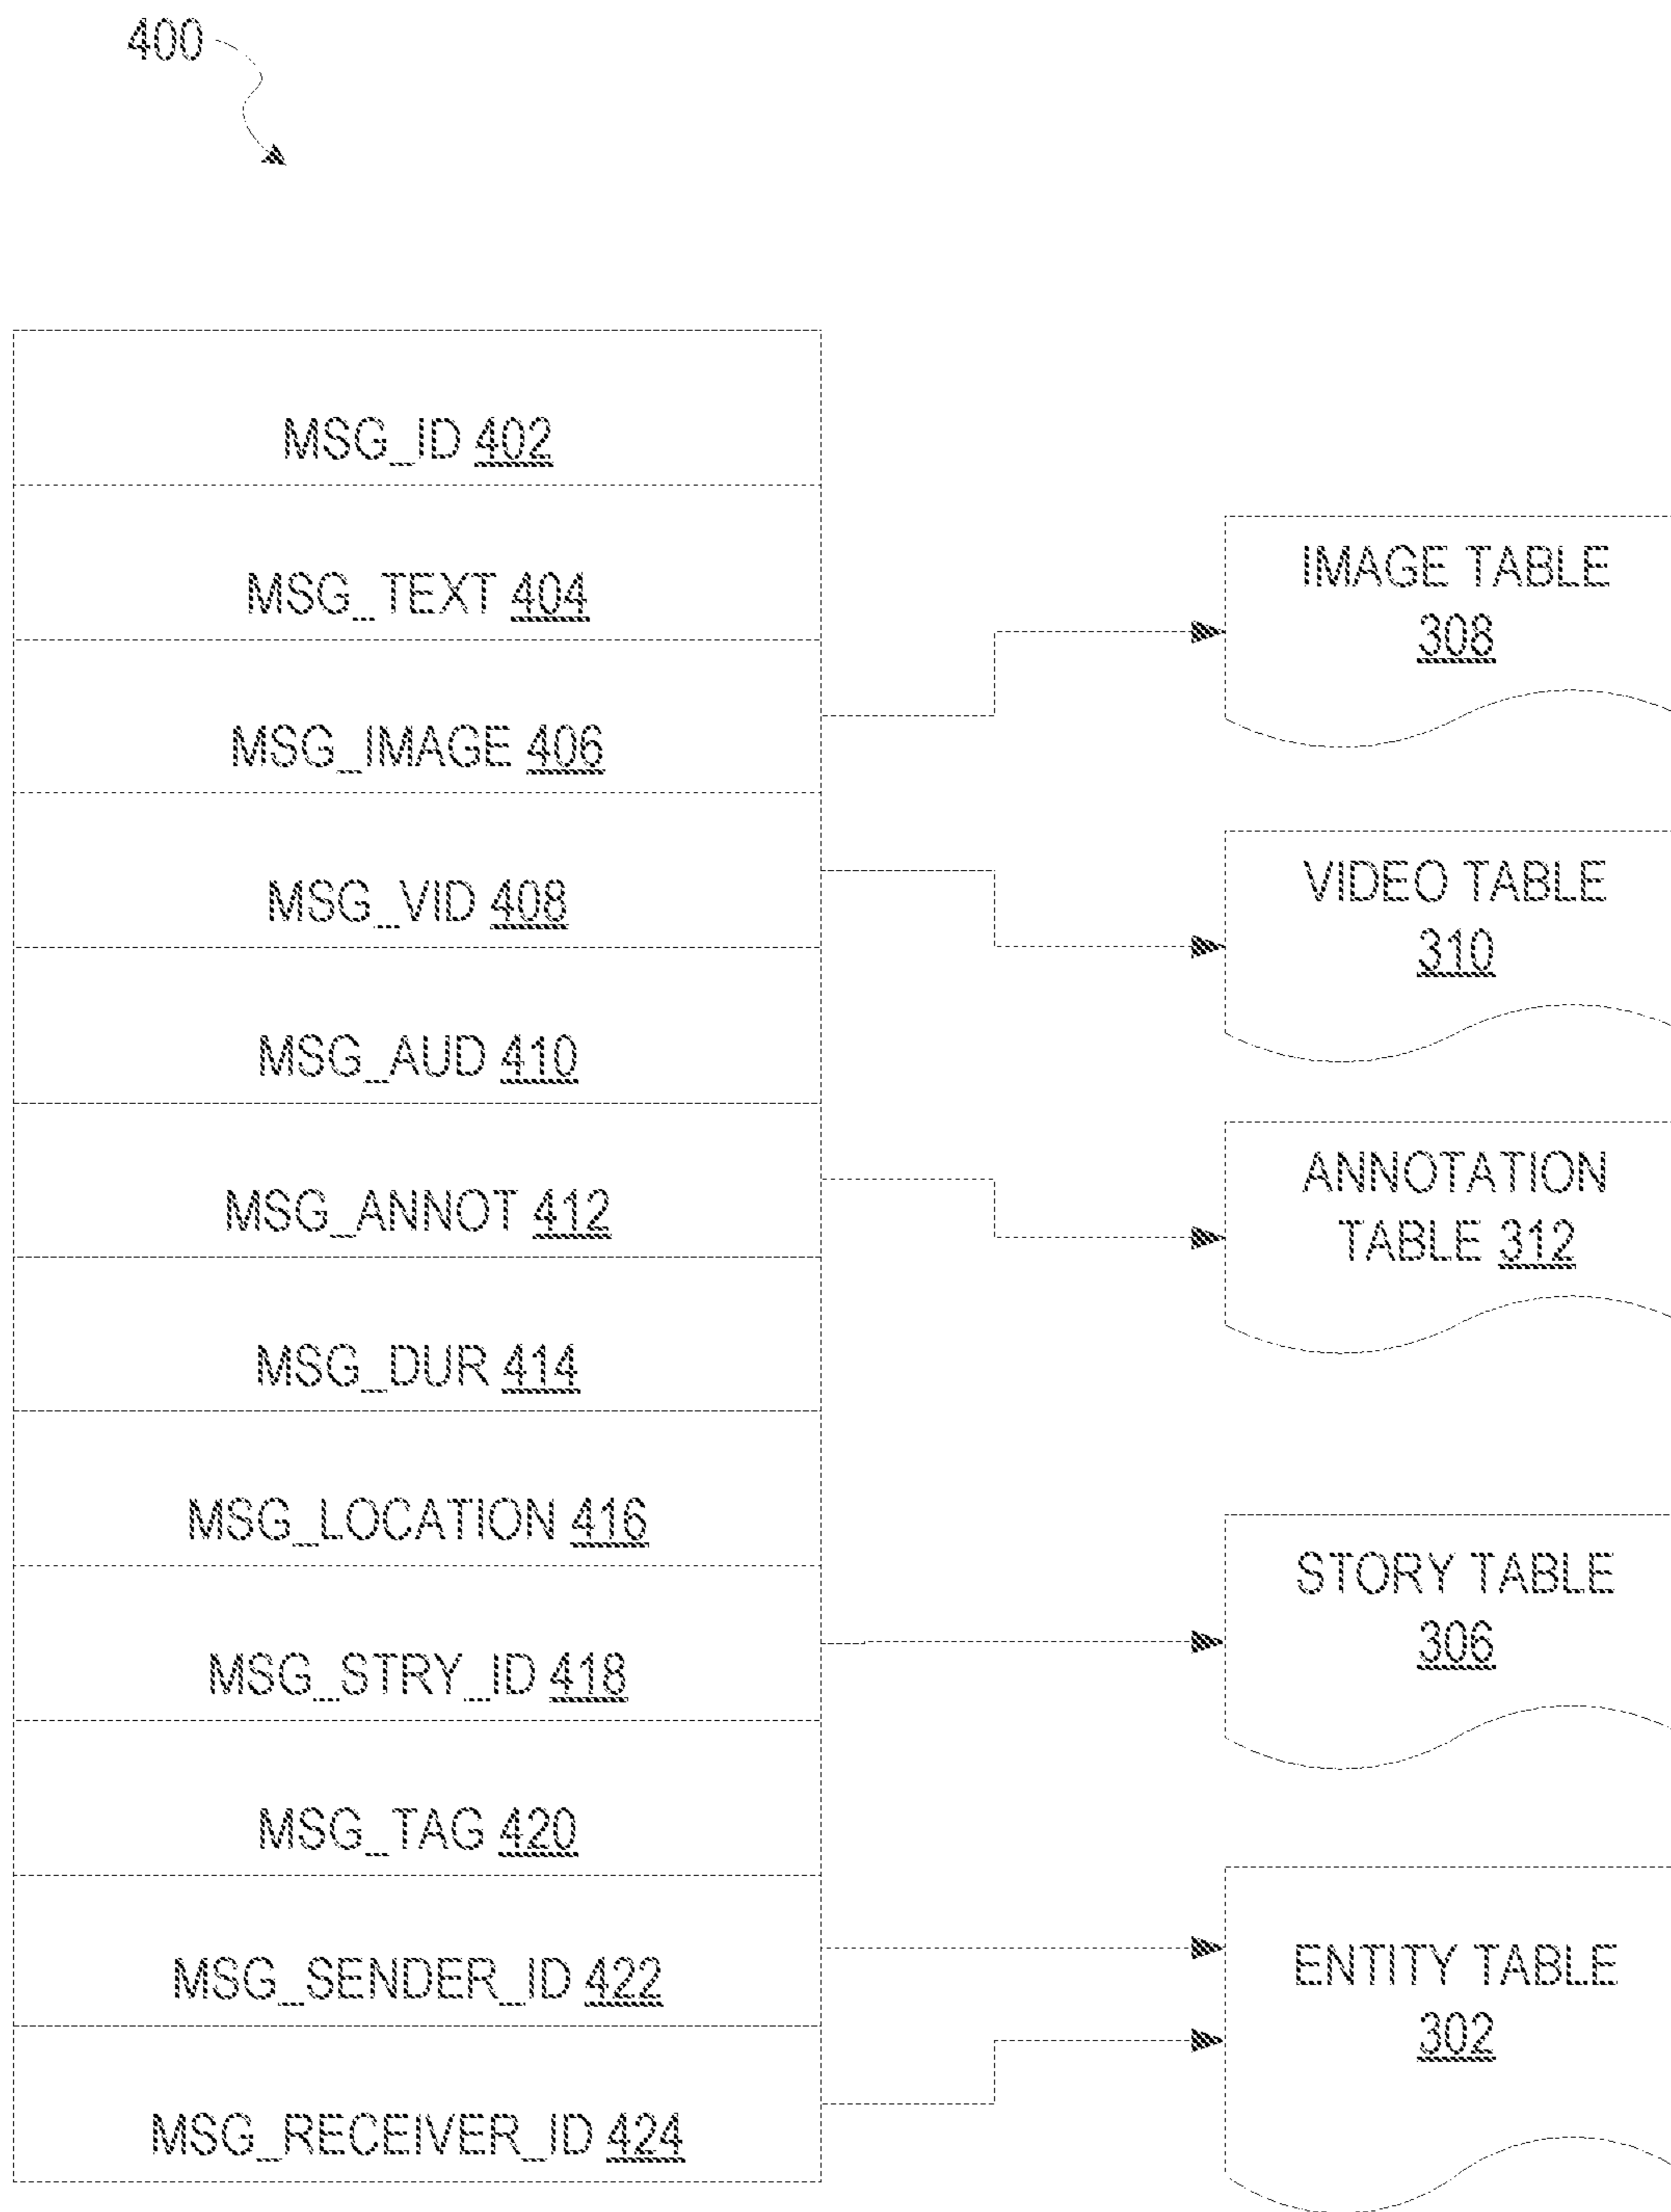 400
MSG_ID 402
MSG_TEXT 404
MSG_IMAGE 406
MSG_VID 408
MSG_AUD 410
MSG_ANNOT 412
MSG_DUR 414
MSG_LOCATION 416
MSG_STRY_ID 418
MSG_TAG 420
MSG_SENDER_ID 422
MSG_RECEIVER_ID 424
IMAGE TABLE
308
VIDEO TABLE
310
ANNOTATION
TABLE 312
STORY TABLE
306
ENTITY TABLE
302